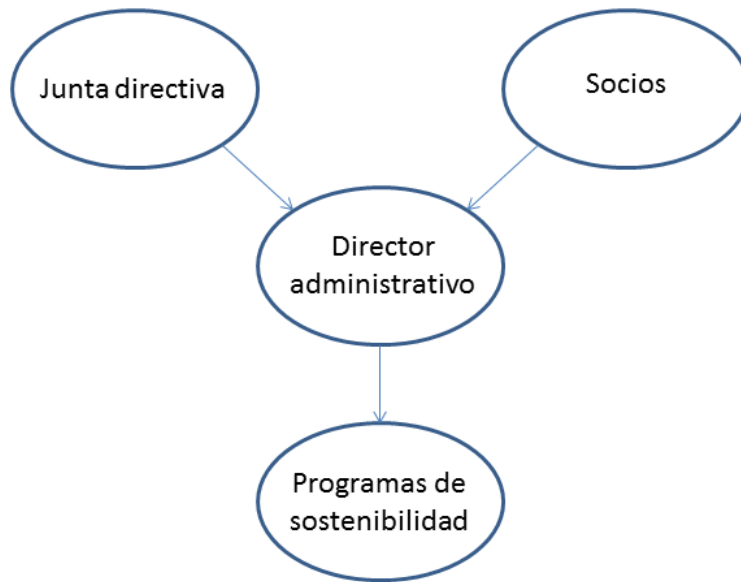 Junta directiva
Socios
Director
administrativo
Programas de
sostenibilidad